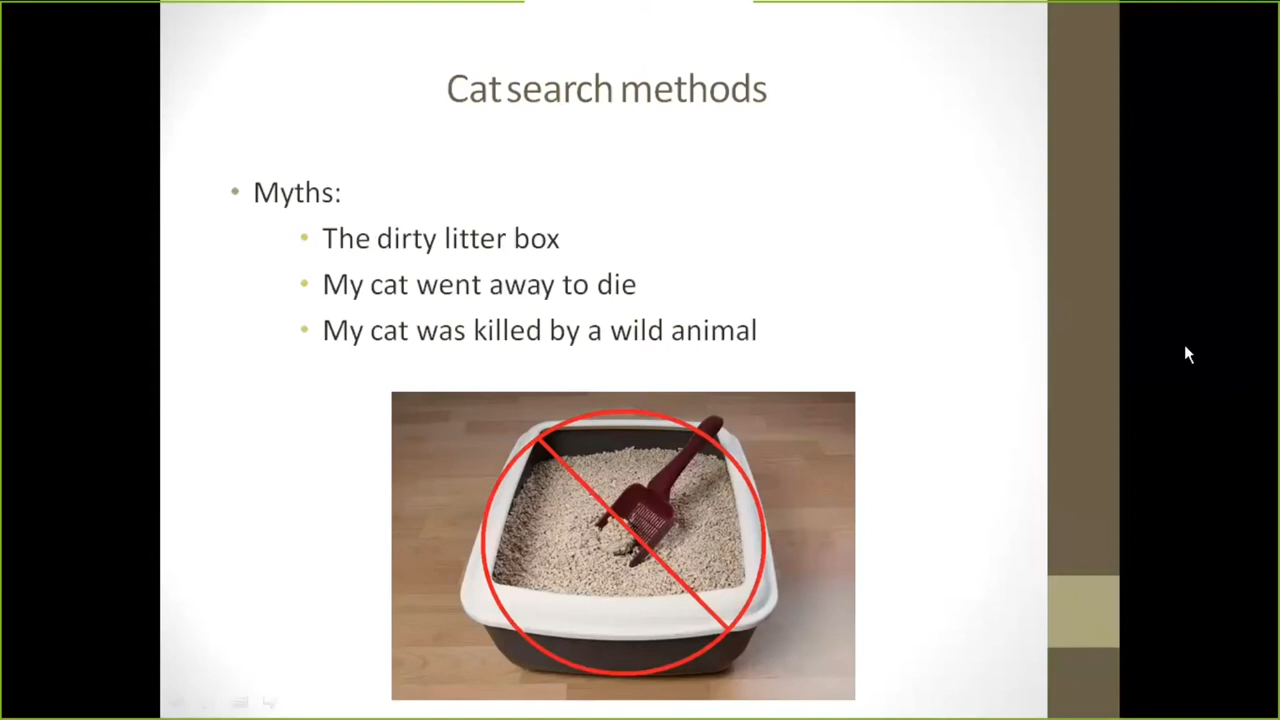 Cat search methods
Myths:
The dirty litter box
My cat went away to die
My cat was killed by a wild animal